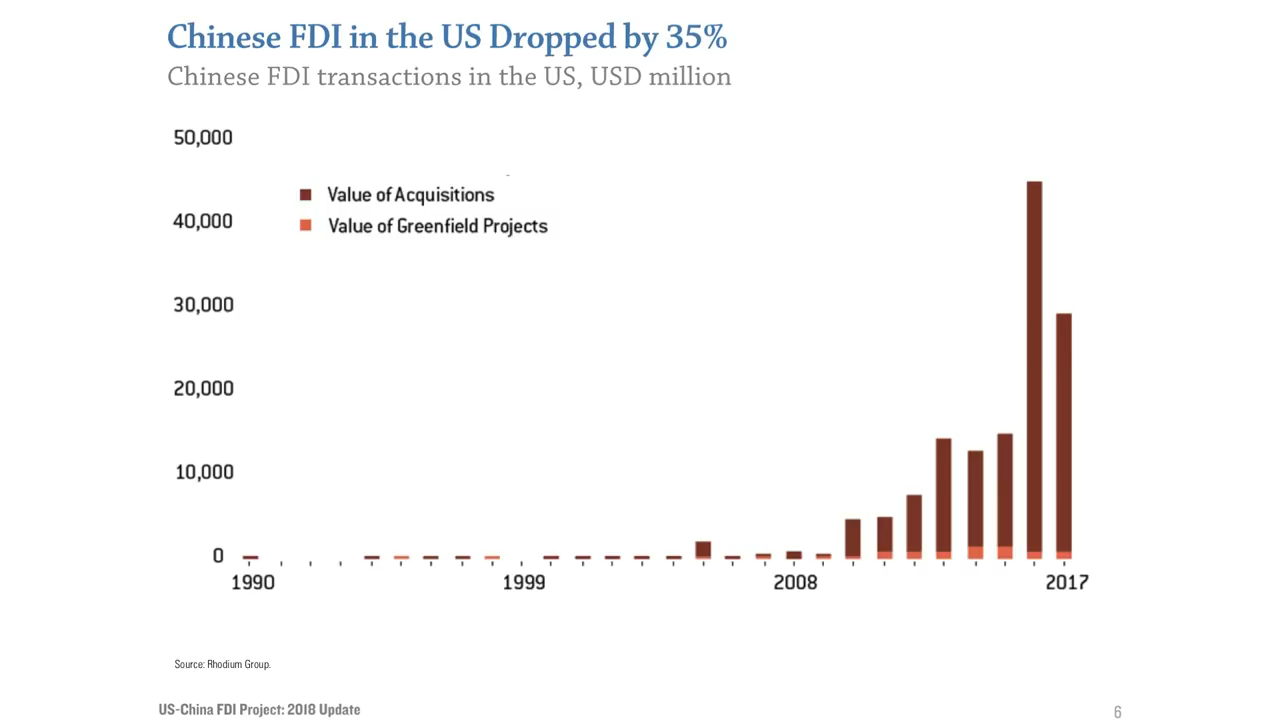 Chinese FDI in the US Dropped by 35%
Chinese FDI transactions in the US, USD million
50,000
Value of Acquisitions
40,000
Value of Greenfield Projects
30,000
20,000
10,000
0
1990 1999 2008 2017
Source: Rhodium Group.
US-China FDI Project: 2018 Update
6